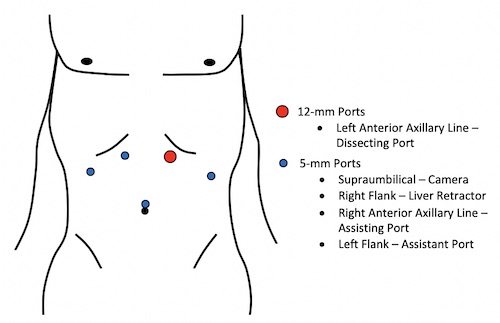 12-mm Ports
Left Anterior Axillary Line –
Dissecting Port
5-mm Ports
Supraumbilical – Camera
Right Flank – Liver Retractor
Right Anterior Axillary Line –
Assisting Port
Left Flank – Assistant Port